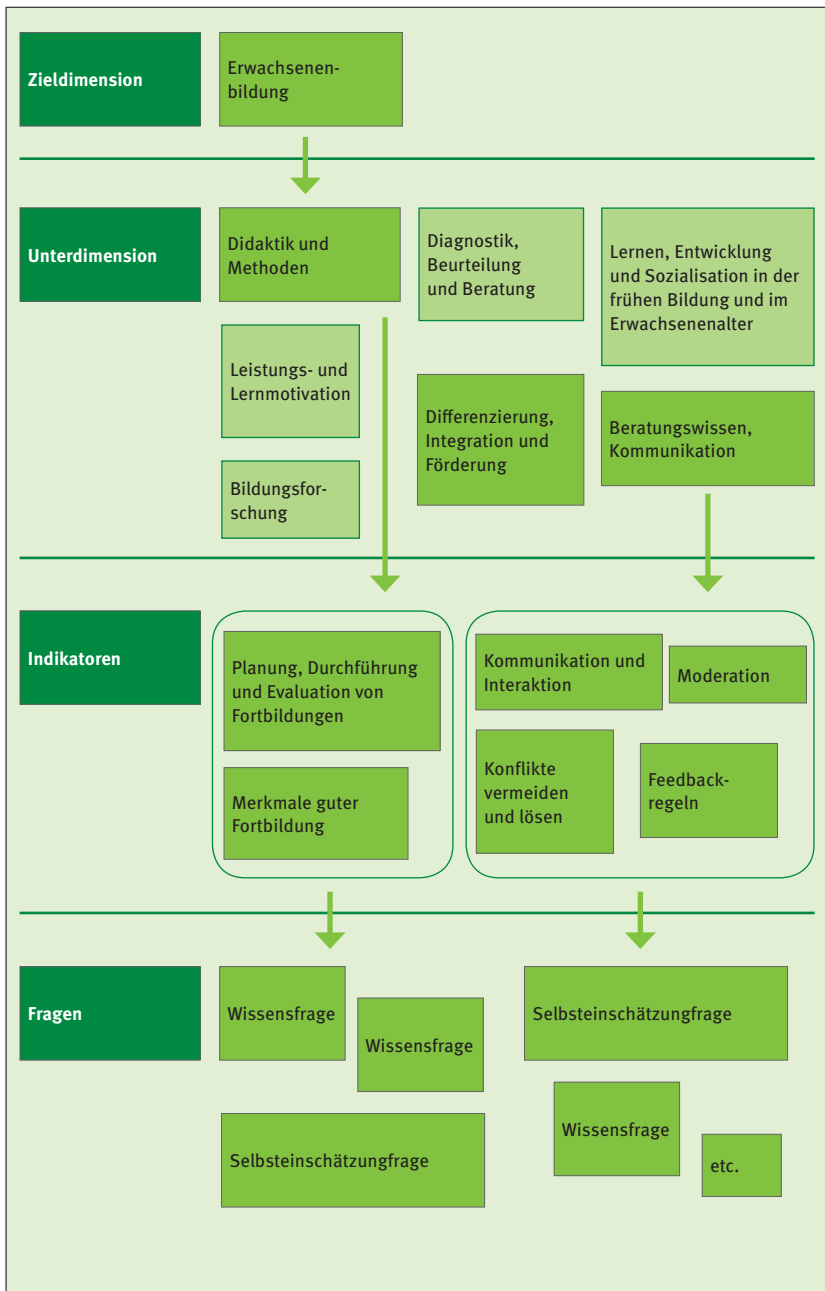 Zieldimension
Erwachsenen-
bildung
Unterdimension
Didaktik und
Methoden
Diagnostik,
Beurteilung
und Beratung
Lernen, Entwicklung
und Sozialisation in der
frühen Bildung und im
Erwachsenenalter
Leistungs- und
Lernmotivation
Differenzierung,
Integration und
Förderung
Beratungswissen,
Kommunikation
Bildungsfor-
schung
Indikatoren
Planung, Durchführung
und Evaluation von
Fortbildungen
Merkmale guter
Fortbildung
Kommunikation und
Interaktion
Moderation
Konflikte
vermeiden
und lösen
Feedback-
regeln
Fragen
Wissensfrage
Wissensfrage
Selbsteinschätzungfrage
Selbsteinschätzungfrage
Wissensfrage
etc.